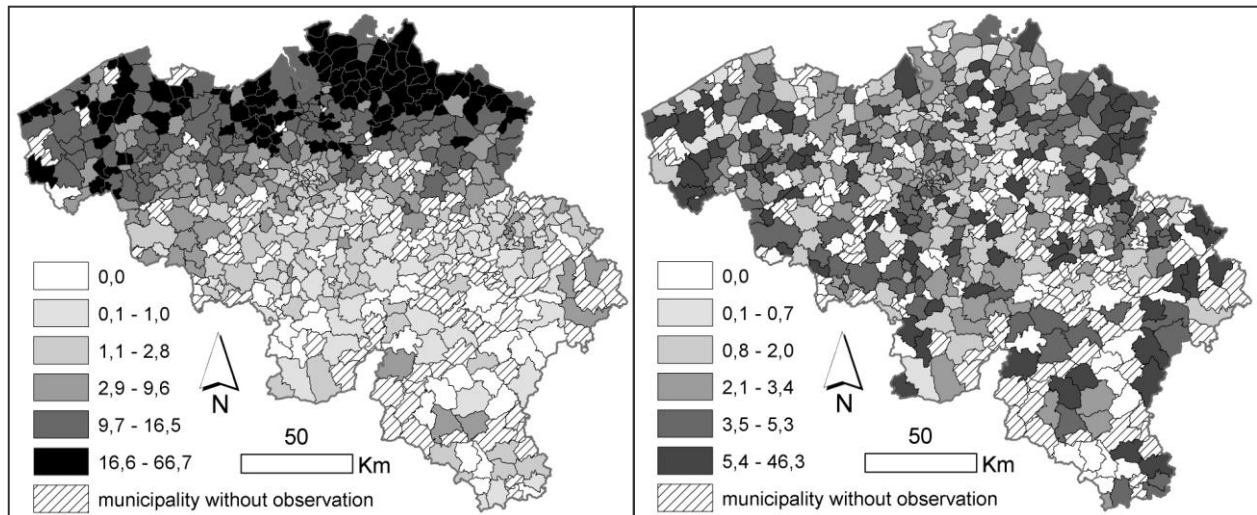 0,0
0,1 - 1,0
1,1 - 2,8
2,9 - 9,6
9,7 - 16,5
16,6 - 66,7
municipality without observation
N
50
Km
0,0
0,1 - 0,7
0,8 - 2,0
2,1 - 3,4
3,5 - 5,3
5,4 - 46,3
municipality without observation
N
50
Km